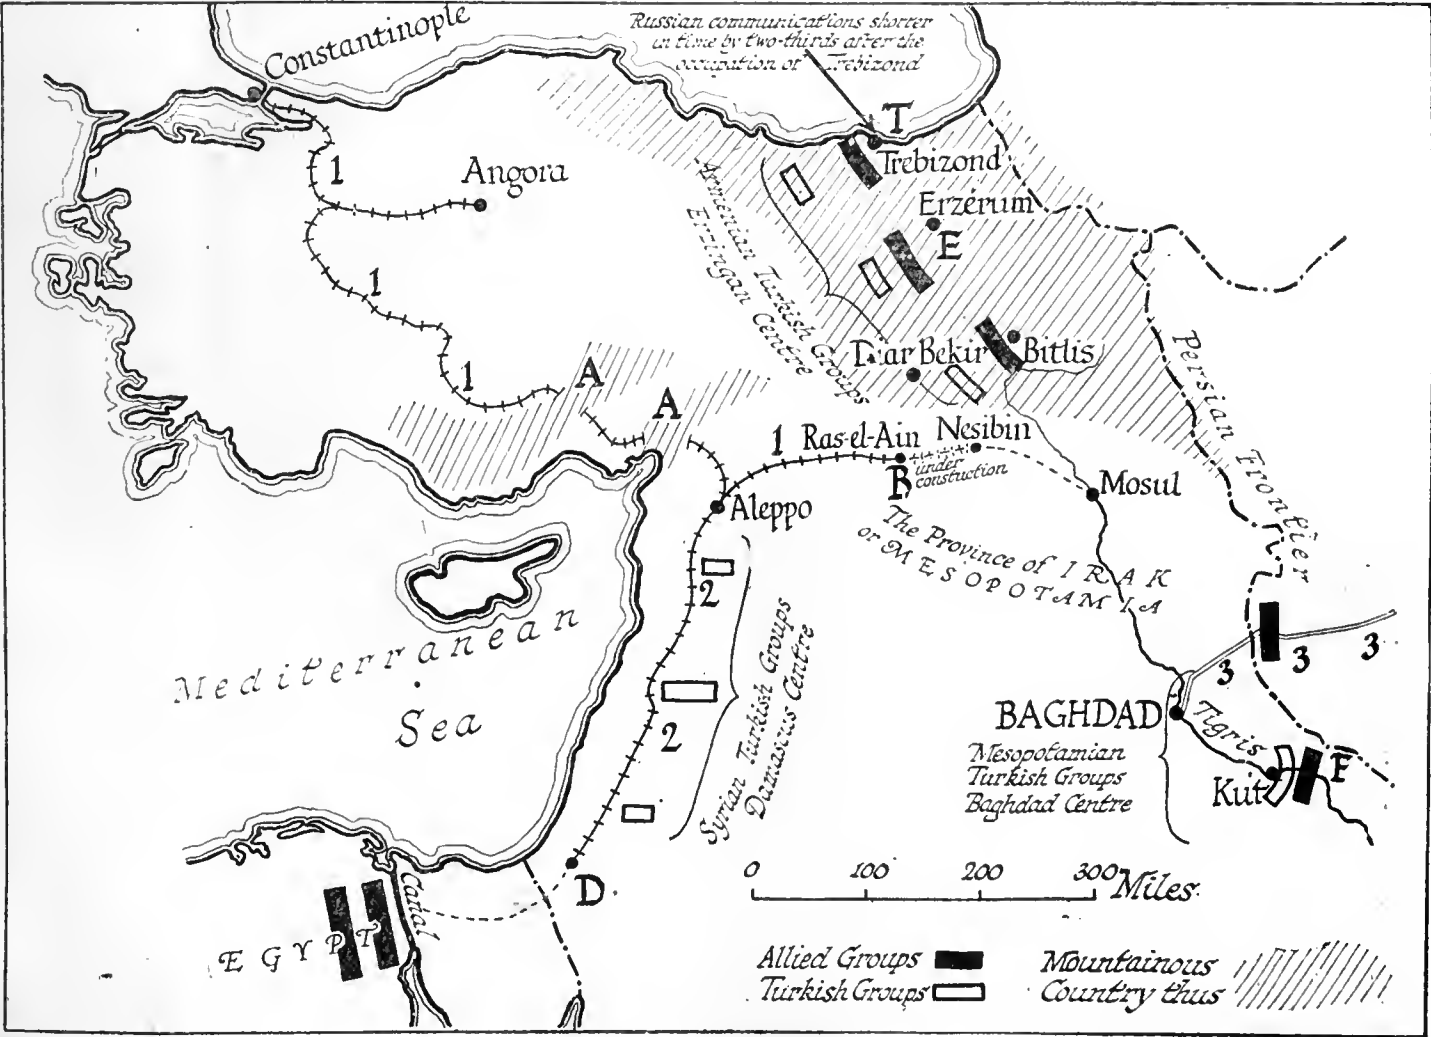 Constantinople
Russian communications shorter
in time by two-thirds after the
occupation of Trebizond
T
Trebizond
1
Angora
Erzérum
E
Armenian Turkish Groups
Erzingan Centre
1
Diar Bekir
Bitlis
Persian Frontier
1
A
A
1
Ras-el-Ain
Nesibin
under
constuction
R
Aleppo
Mosul
The Province of IRAK
or MESOPOTAMIA
2
Mediterranean
Sea
Syrian Turkish Groups
Damascus Centre
2
3
3
3
BAGHDAD
Tigris
Mesopotamian
Turkish Groups
Baghdad Centre
Kut
F
D
Canal
EGYPT
0 100 200 300 Miles.
Allied Groups
Turkish Groups
Mountainous
Country thus